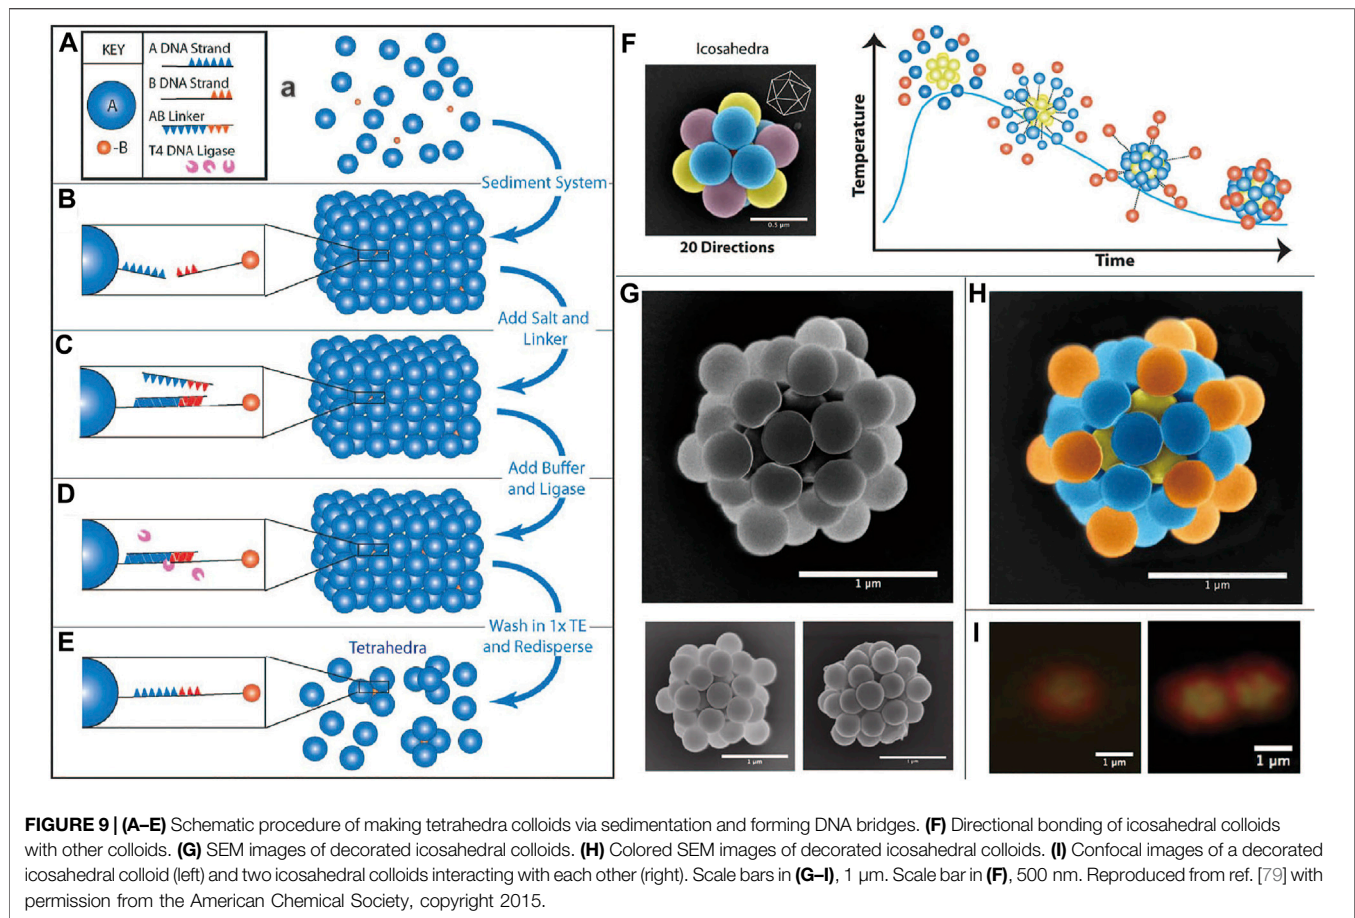 A
KEY
A DNA Strand
A
B DNA Strand
AB Linker
-B
T4 DNA Ligase
a
Sediment System
B
Add Salt and
Linker
C
Add Buffer
and Ligase
D
Wash in 1x TE
and Redisperse
E
Tetrahedra
F
Icosahedra
0.5 µm
20 Directions
Temperature
Time
G
1 µm
1 µm
1 µm
H
1 µm
I
1 µm
1 µm
FIGURE 9 | (A–E) Schematic procedure of making tetrahedra colloids via sedimentation and forming DNA bridges. (F) Directional bonding of icosahedral colloids
with other colloids. (G) SEM images of decorated icosahedral colloids. (H) Colored SEM images of decorated icosahedral colloids. (I) Confocal images of a decorated
icosahedral colloid (left) and two icosahedral colloids interacting with each other (right). Scale bars in (G–I), 1 µm. Scale bar in (F), 500 nm. Reproduced from ref. [79] with
permission from the American Chemical Society, copyright 2015.